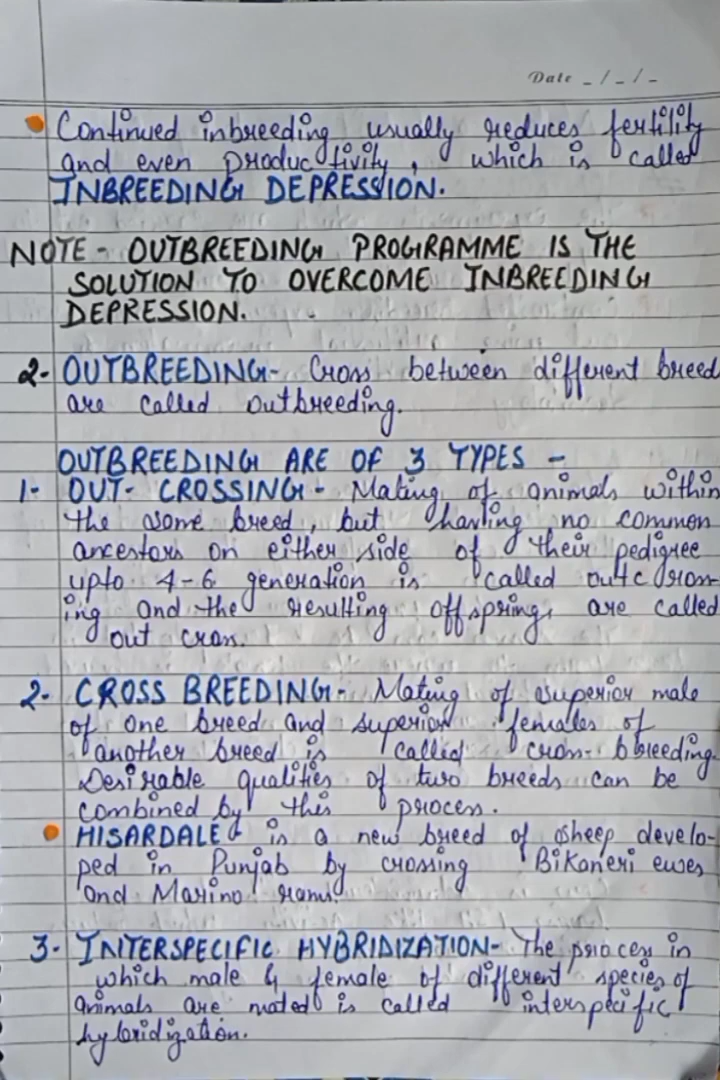 Date _ / _ / _
Continued inbreeding usually reduces fertility
and even productivity, which is called
INBREEDING DEPRESSION.
NOTE - OUTBREEDING PROGRAMME IS THE
SOLUTION TO OVERCOME INBREEDING
DEPRESSION.
2- OUTBREEDING- Cross between different breed
are called outbreeding.
OUTBREEDING ARE OF 3 TYPES -
1- OUT- CROSSING - Mating of animals within
the same breed, but having no common
ancestors on either side of their pedigree
upto 4-6 generation is called outcross-
ing and the resulting offsprings are called
out cross.
2- CROSS BREEDING- Mating of superior male
of one breed and superior females of
another breed is called cross-breeding.
Desirable qualities of two breeds can be
combined by this process.
HISARDALE is a new breed of sheep develo-
ped in Punjab by crossing Bikaneri ewes
and Marino rams.
3- INTERSPECIFIC HYBRIDIZATION- The process in
which male & female of different species of
animals are mated is called interspecific
hybridization.